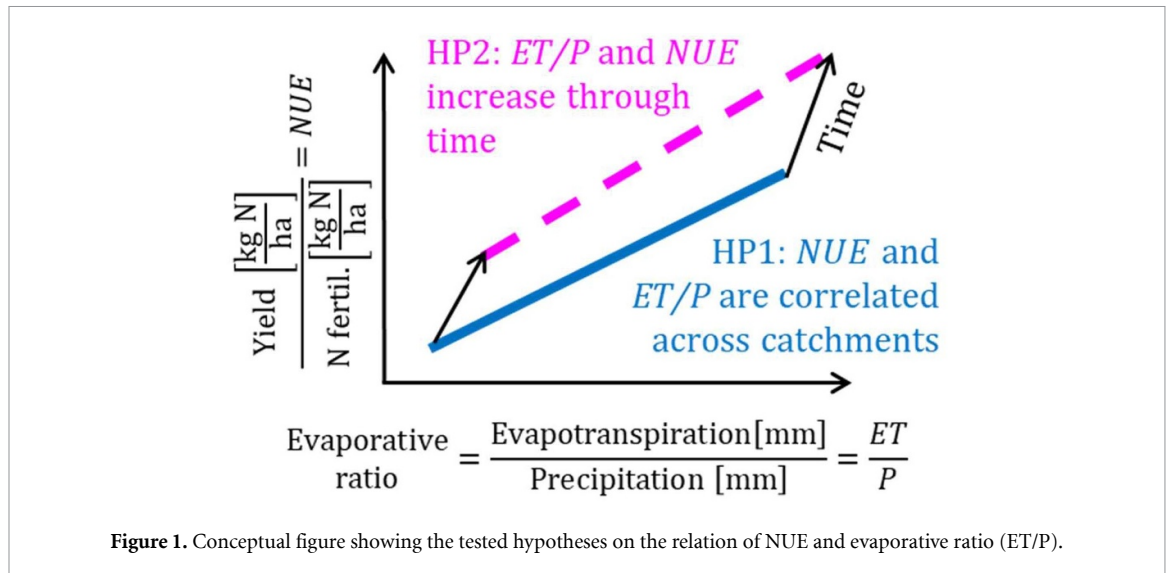 HP2: ET/P and NUE
increase through
time
Time
Yield [kg N/ha]
N fertil. [kg N/ha]
= NUE
HP1: NUE and
ET/P are correlated
across catchments
Evaporative
ratio
= Evapotranspiration[mm]
Precipitation [mm]
= ET
P
Figure 1. Conceptual figure showing the tested hypotheses on the relation of NUE and evaporative ratio (ET/P).